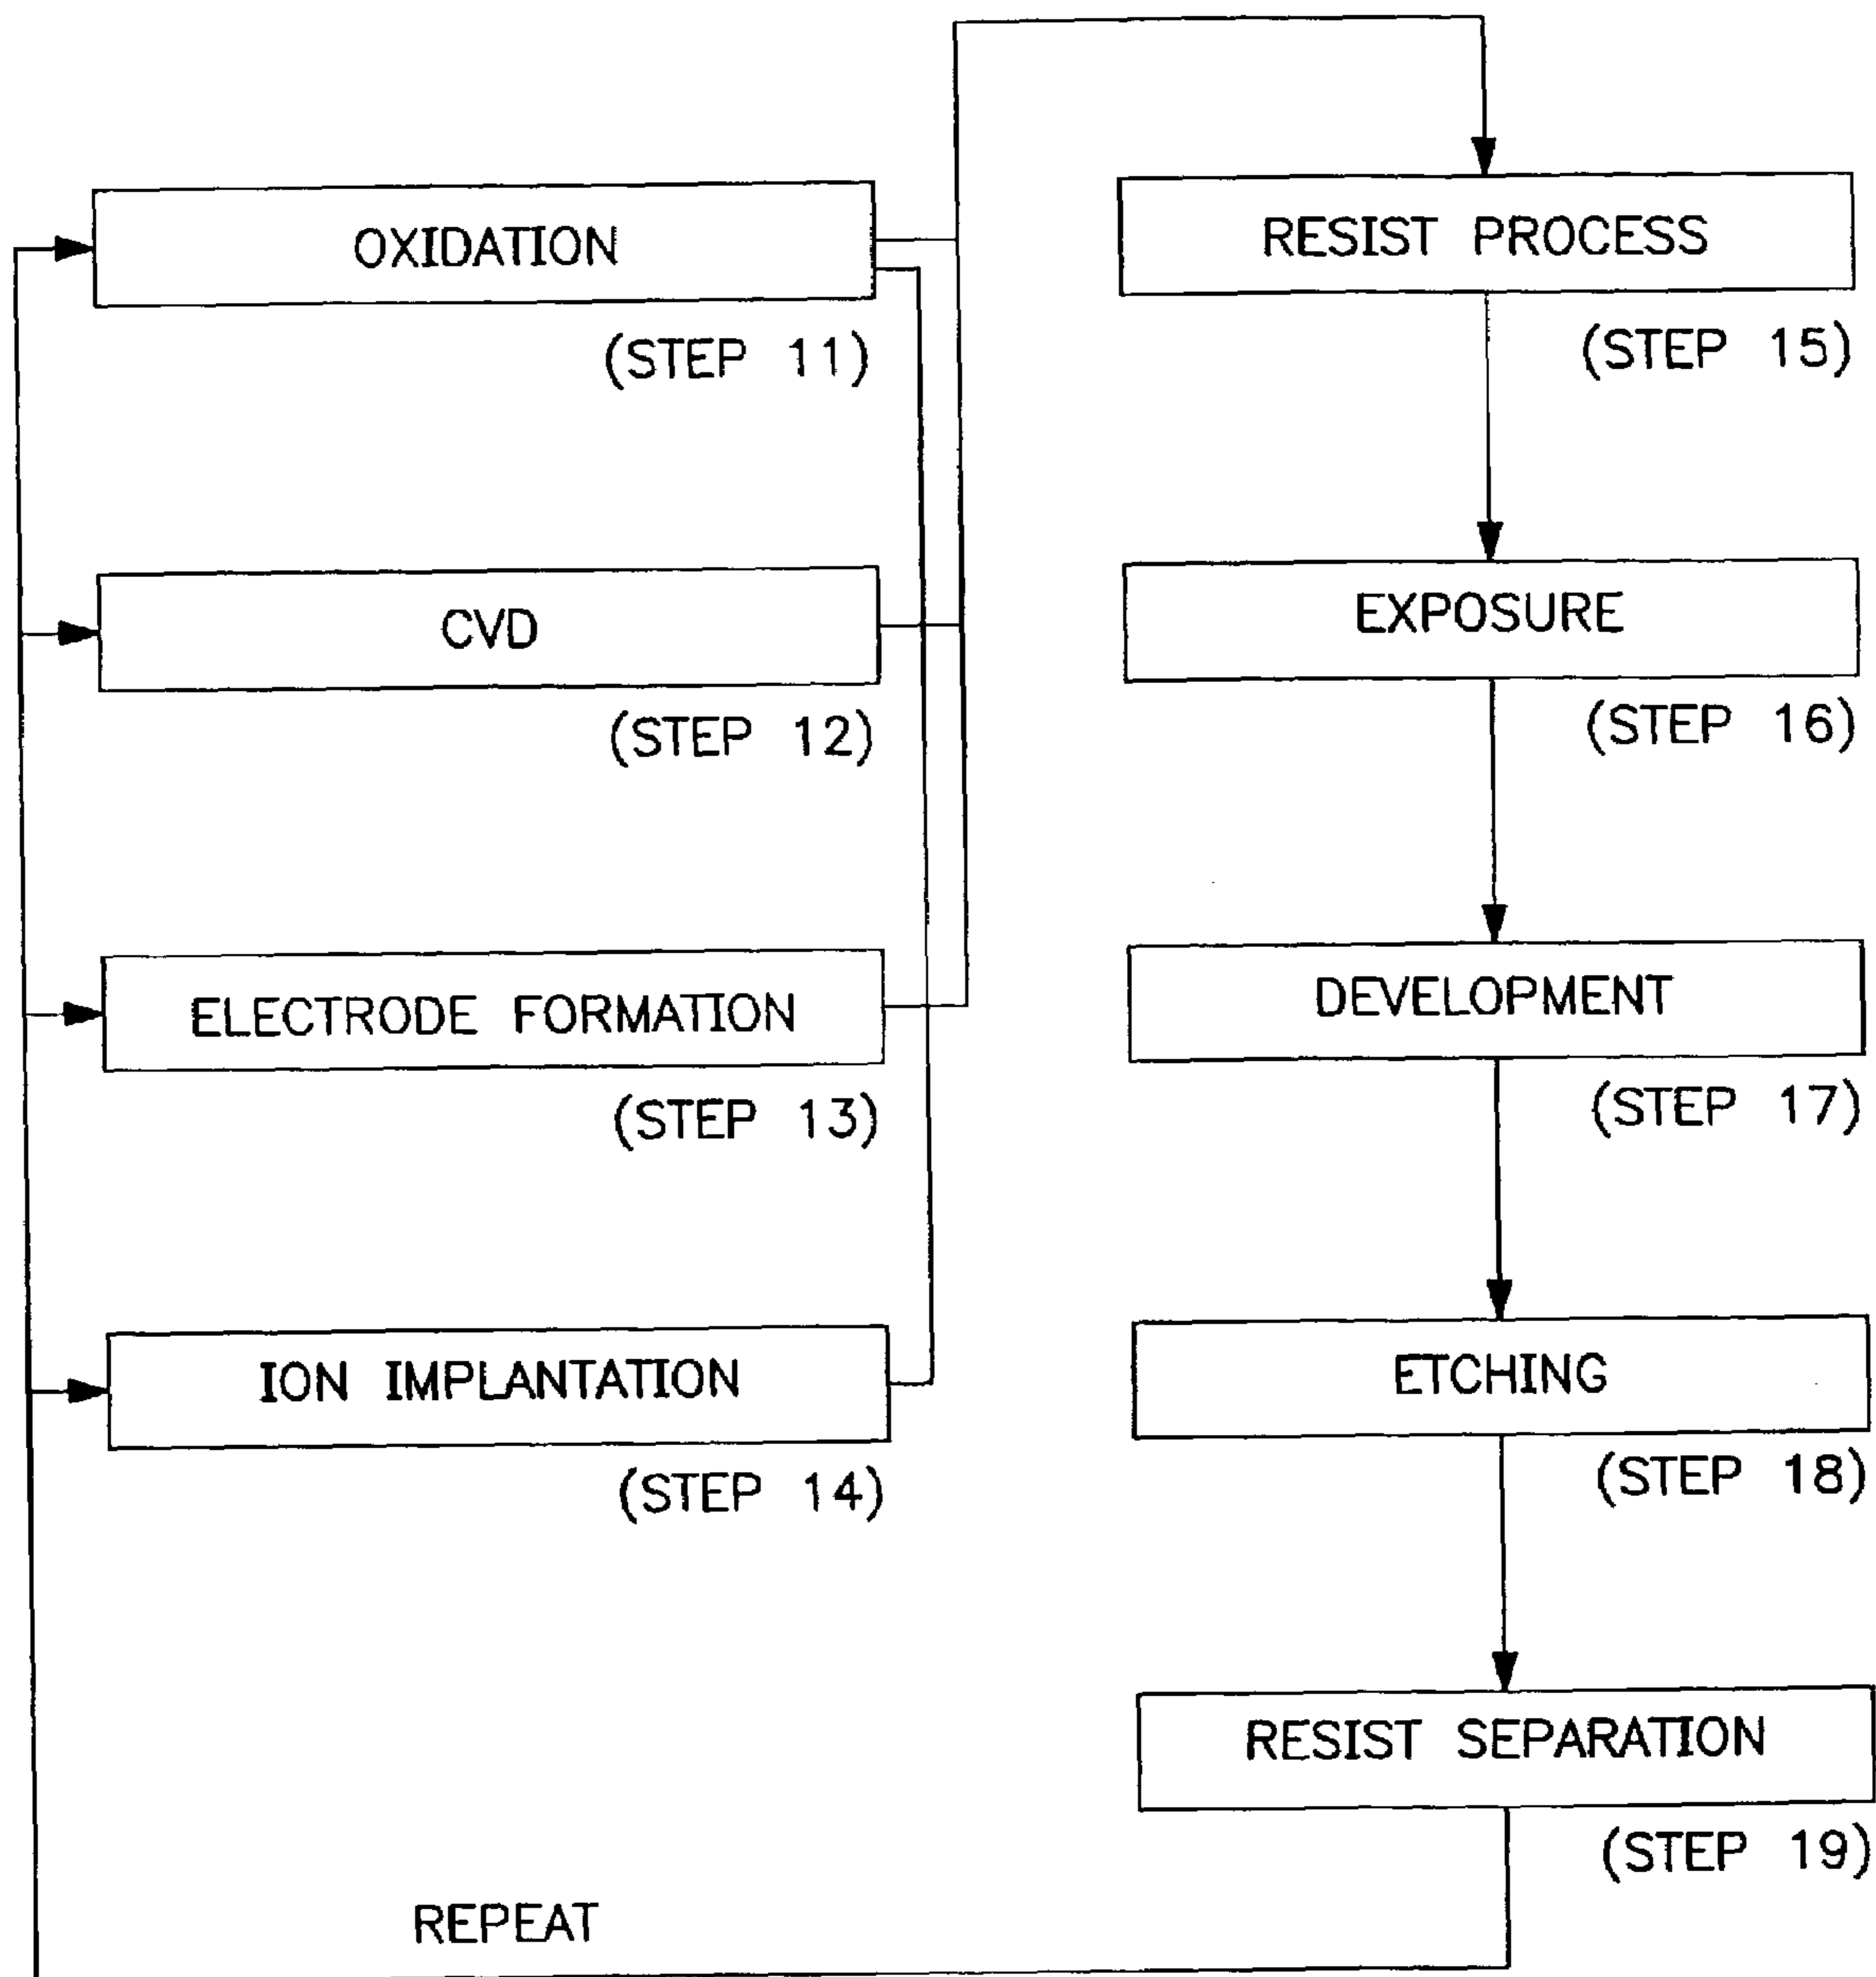 OXIDATION
(STEP 11)
CVD
(STEP 12)
ELECTRODE FORMATION
(STEP 13)
ION IMPLANTATION
(STEP 14)
RESIST PROCESS
(STEP 15)
EXPOSURE
(STEP 16)
DEVELOPMENT
(STEP 17)
ETCHING
(STEP 18)
RESIST SEPARATION
(STEP 19)
REPEAT